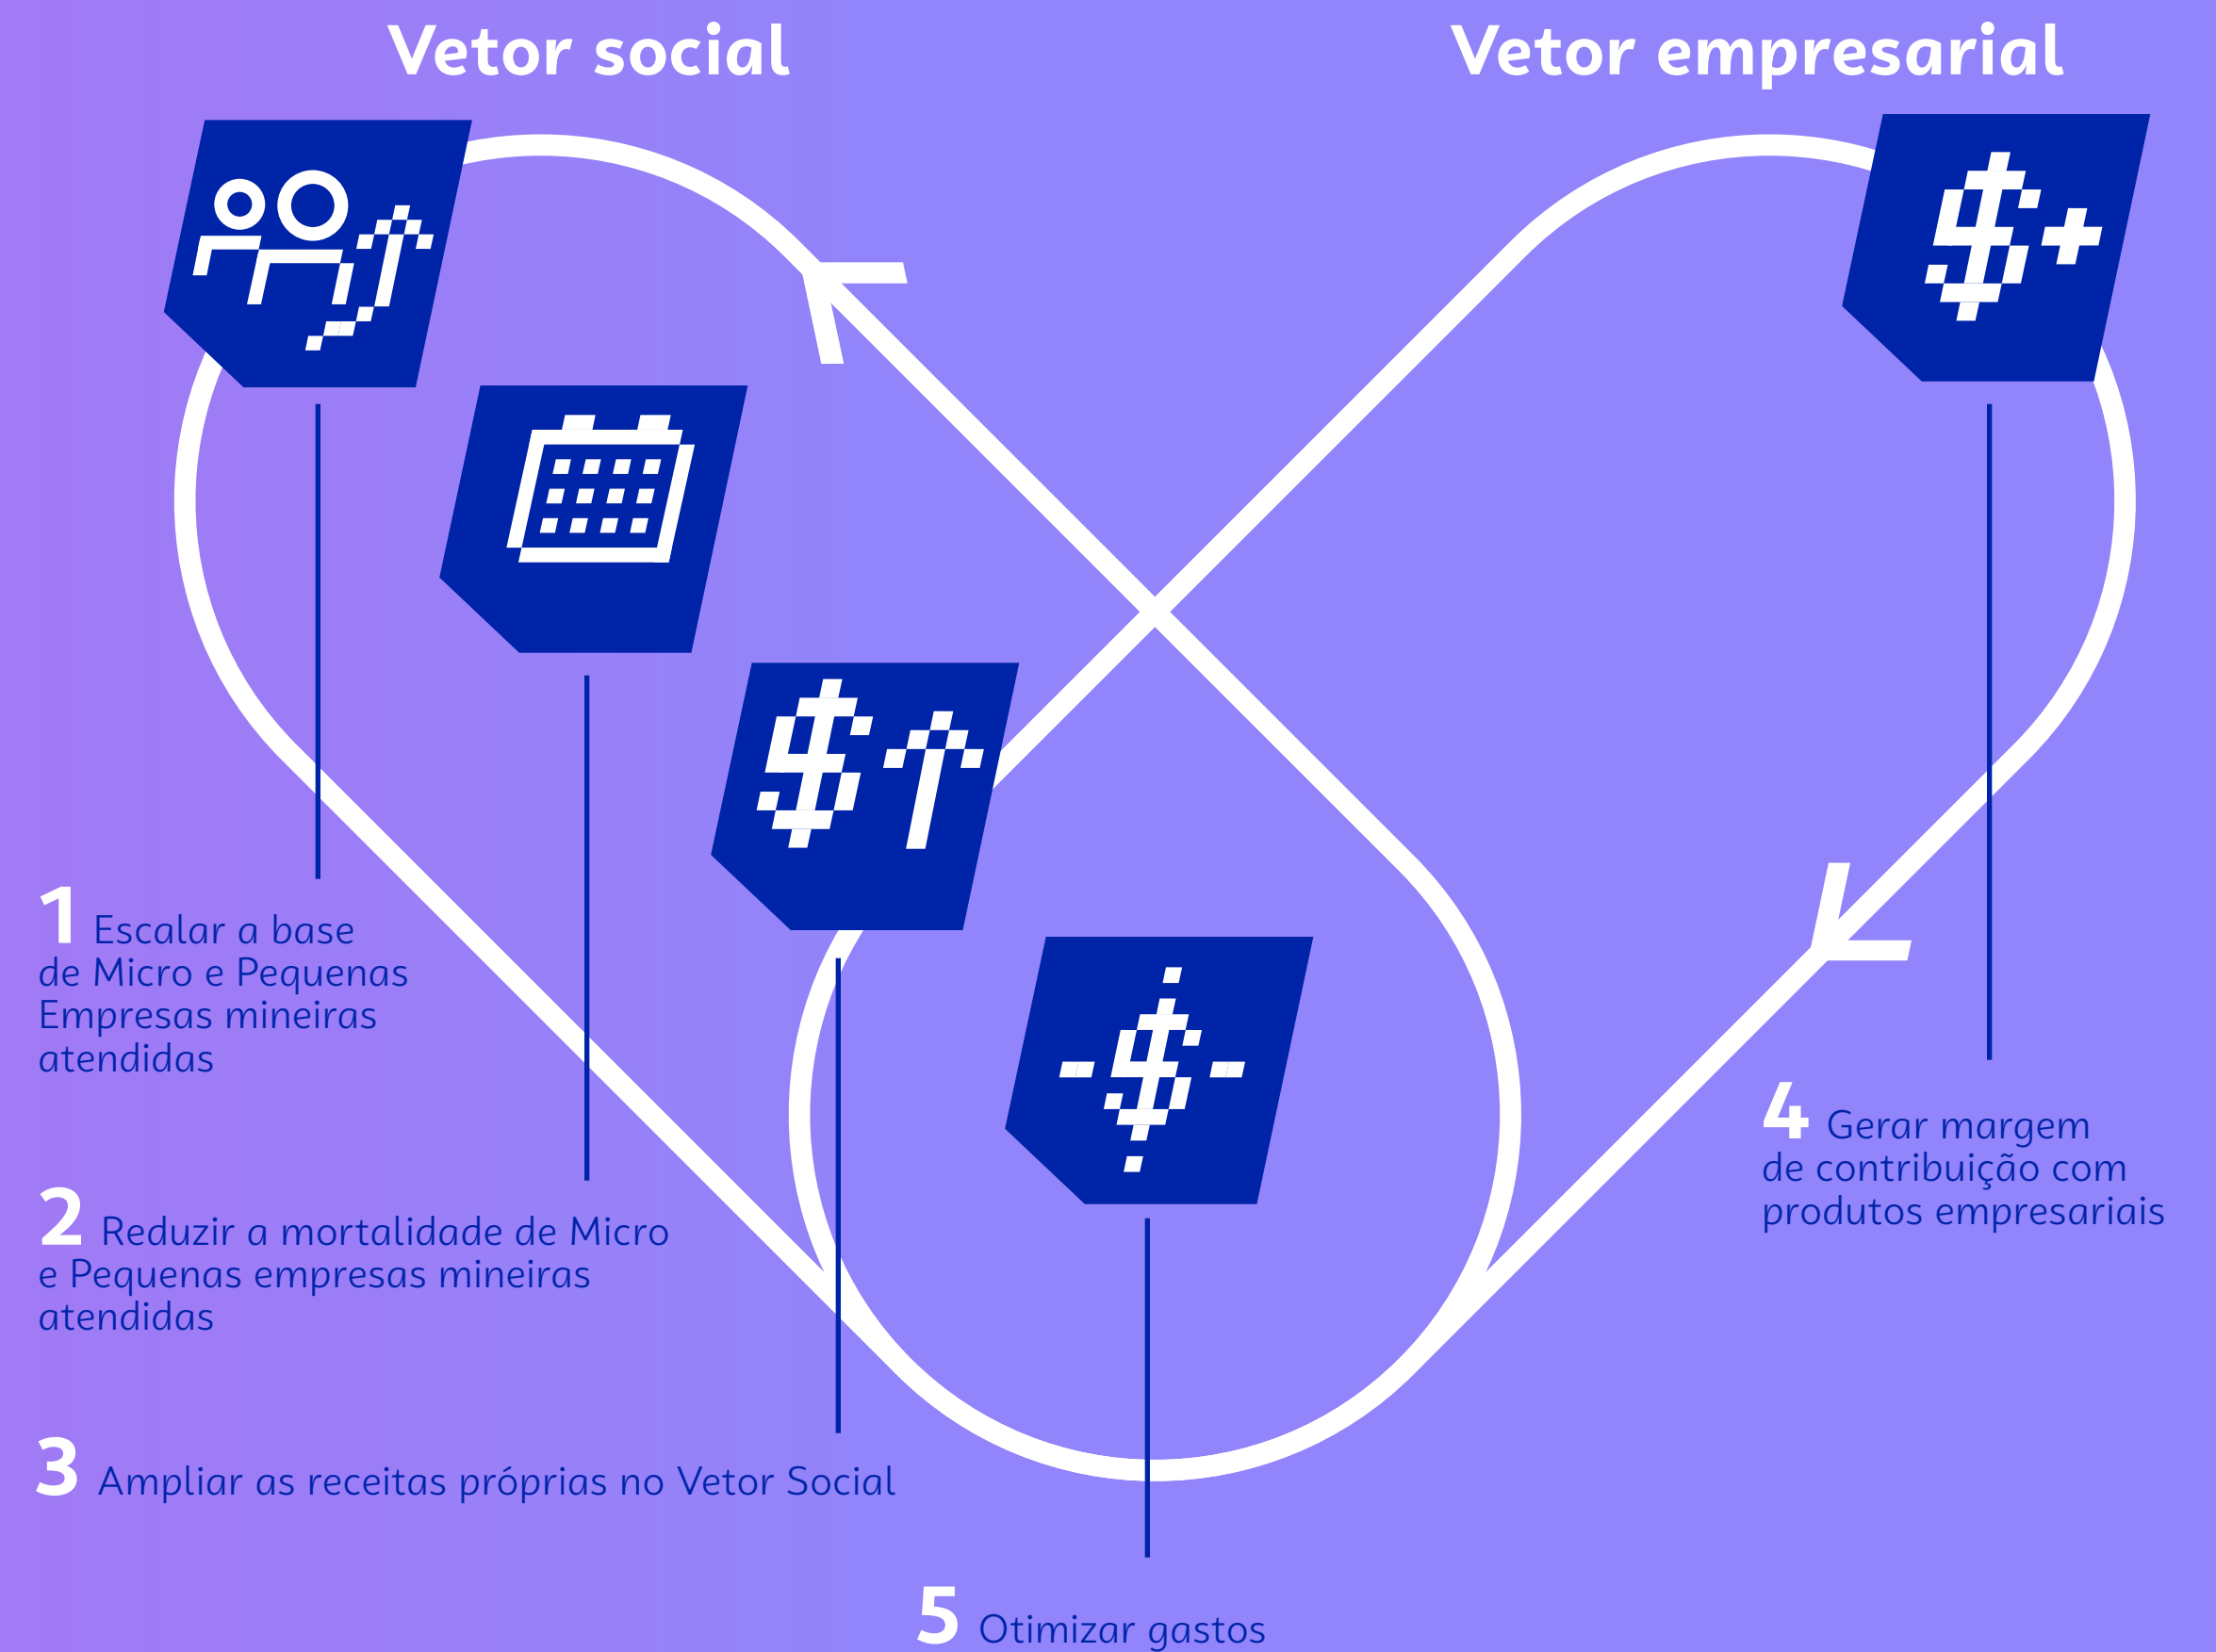 Vetor social
Vetor empresarial
1 Escalar a base
de Micro e Pequenas
Empresas mineiras
atendidas
2 Reduzir a mortalidade de Micro
e Pequenas empresas mineiras
atendidas
3 Ampliar as receitas próprias no Vetor Social
4 Gerar margem
de contribuição com
produtos empresariais
5 Otimizar gastos